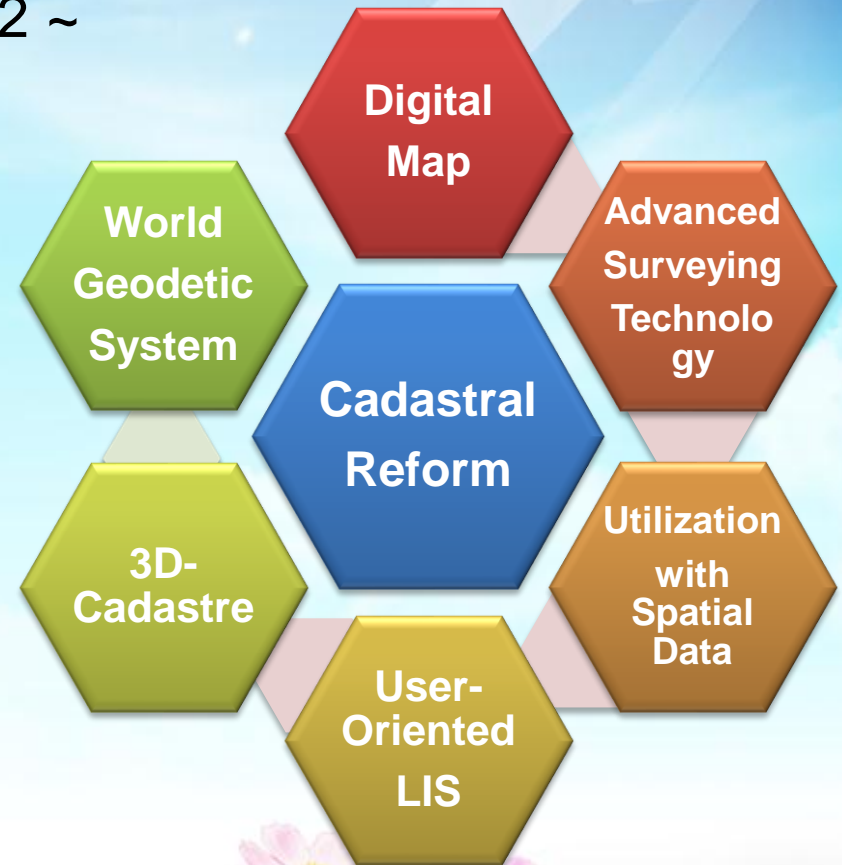 2 ~
Digital
Map
Advanced
Surveying
Technolo
gy
World
Geodetic
System
Cadastral
Reform
Utilization
with
Spatial
Data
3D-
Cadastre
User-
Oriented
LIS